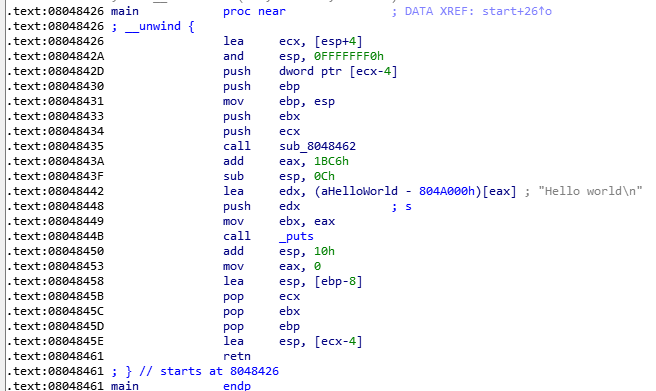 .text:08048426 main proc near ; DATA XREF: start+26↑o
.text:08048426 ; __unwind {
.text:08048426 lea ecx, [esp+4]
.text:0804842A and esp, 0FFFFFFF0h
.text:0804842D push dword ptr [ecx-4]
.text:08048430 push ebp
.text:08048431 mov ebp, esp
.text:08048433 push ebx
.text:08048434 push ecx
.text:08048435 call sub_8048462
.text:0804843A add eax, 1BC6h
.text:0804843F sub esp, 0Ch
.text:08048442 lea edx, (aHelloWorld - 804A000h)[eax] ; "Hello world\n"
.text:08048448 push edx ; s
.text:08048449 mov ebx, eax
.text:0804844B call _puts
.text:08048450 add esp, 10h
.text:08048453 mov eax, 0
.text:08048458 lea esp, [ebp-8]
.text:0804845B pop ecx
.text:0804845C pop ebx
.text:0804845D pop ebp
.text:0804845E lea esp, [ecx-4]
.text:08048461 retn
.text:08048461 ; } // starts at 8048426
.text:08048461 main endp